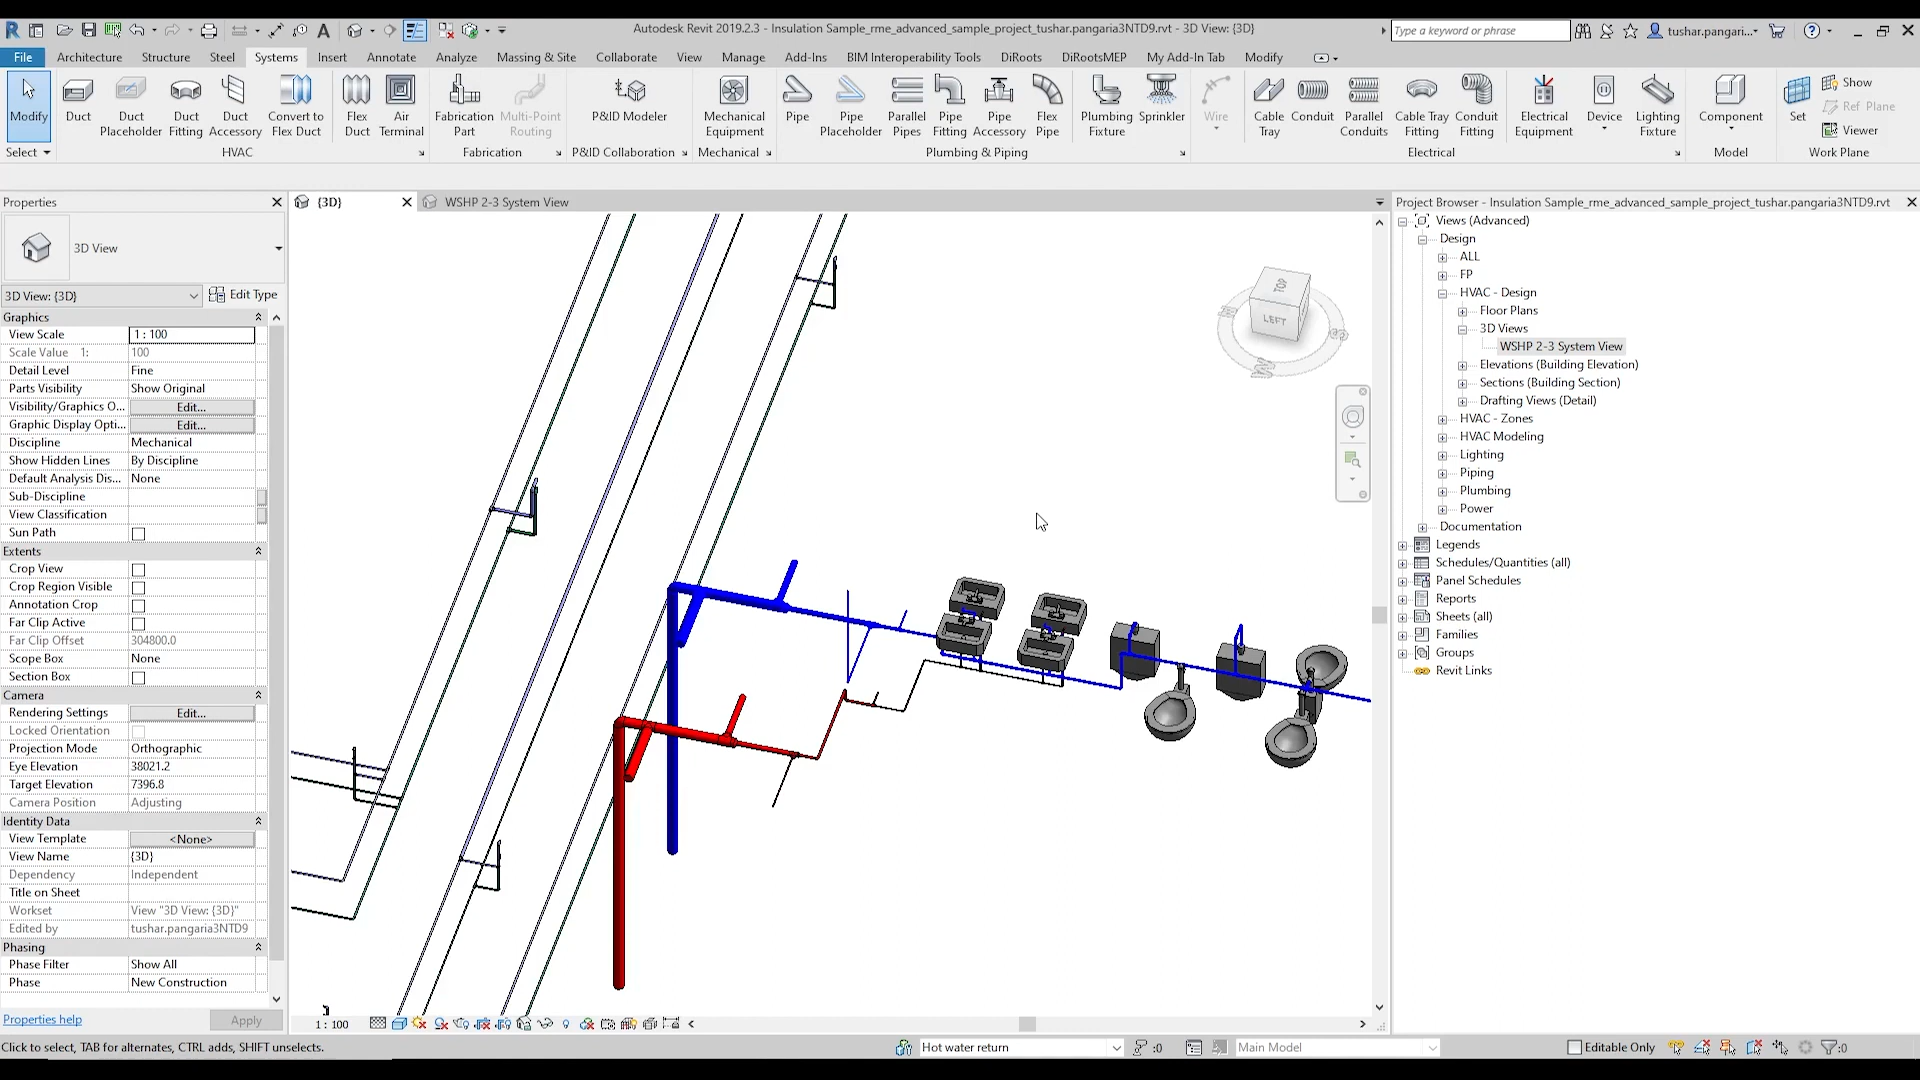 Autodesk Revit 2019.2.3 - Insulation Sample_rme_advanced_sample_project_tushar.pangaria3NTD9.rvt - 3D View: {3D}
Type a keyword or phrase
tushar.pangari...
File Architecture Structure Steel Systems Insert Annotate Analyze Massing & Site Collaborate View Manage Add-Ins BIM Interoperability Tools DiRoots DiRootsMEP My Add-In Tab Modify
Modify
Duct
Duct Placeholder
Duct Fitting
Duct Accessory
Convert to Flex Duct
Flex Duct
Air Terminal
Fabrication Part
Multi-Point Routing
P&ID Modeler
Mechanical Equipment
Pipe
Pipe Placeholder
Parallel Pipes
Pipe Fitting
Pipe Accessory
Flex Pipe
Plumbing Fixture
Sprinkler
Wire
Cable Tray
Conduit
Parallel Conduits
Cable Tray Fitting
Conduit Fitting
Electrical Equipment
Device
Lighting Fixture
Component
Set
Show
Ref Plane
Viewer
Select HVAC Fabrication P&ID Collaboration Mechanical Plumbing & Piping Electrical Model Work Plane
Properties
3D View
3D View: {3D} Edit Type
Graphics
View Scale 1 : 100
Scale Value 1: 100
Detail Level Fine
Parts Visibility Show Original
Visibility/Graphics O... Edit...
Graphic Display Opti... Edit...
Discipline Mechanical
Show Hidden Lines By Discipline
Default Analysis Dis... None
Sub-Discipline
View Classification
Sun Path
Extents
Crop View
Crop Region Visible
Annotation Crop
Far Clip Active
Far Clip Offset 304800.0
Scope Box None
Section Box
Camera
Rendering Settings Edit...
Locked Orientation
Projection Mode Orthographic
Eye Elevation 38021.2
Target Elevation 7396.8
Camera Position Adjusting
Identity Data
View Template <None>
View Name {3D}
Dependency Independent
Title on Sheet
Workset View "3D View: {3D}"
Edited by tushar.pangaria3NTD9
Phasing
Phase Filter Show All
Phase New Construction
Properties help Apply
{3D}
WSHP 2-3 System View
TOP
LEFT
1 : 100
Project Browser - Insulation Sample_rme_advanced_sample_project_tushar.pangaria3NTD9.rvt
Views (Advanced)
Design
ALL
FP
HVAC - Design
Floor Plans
3D Views
WSHP 2-3 System View
Elevations (Building Elevation)
Sections (Building Section)
Drafting Views (Detail)
HVAC - Zones
HVAC Modeling
Lighting
Piping
Plumbing
Power
Documentation
Legends
Schedules/Quantities (all)
Panel Schedules
Reports
Sheets (all)
Families
Groups
Revit Links
Click to select, TAB for alternates, CTRL adds, SHIFT unselects.
Hot water return
:0
Main Model
Editable Only
:0